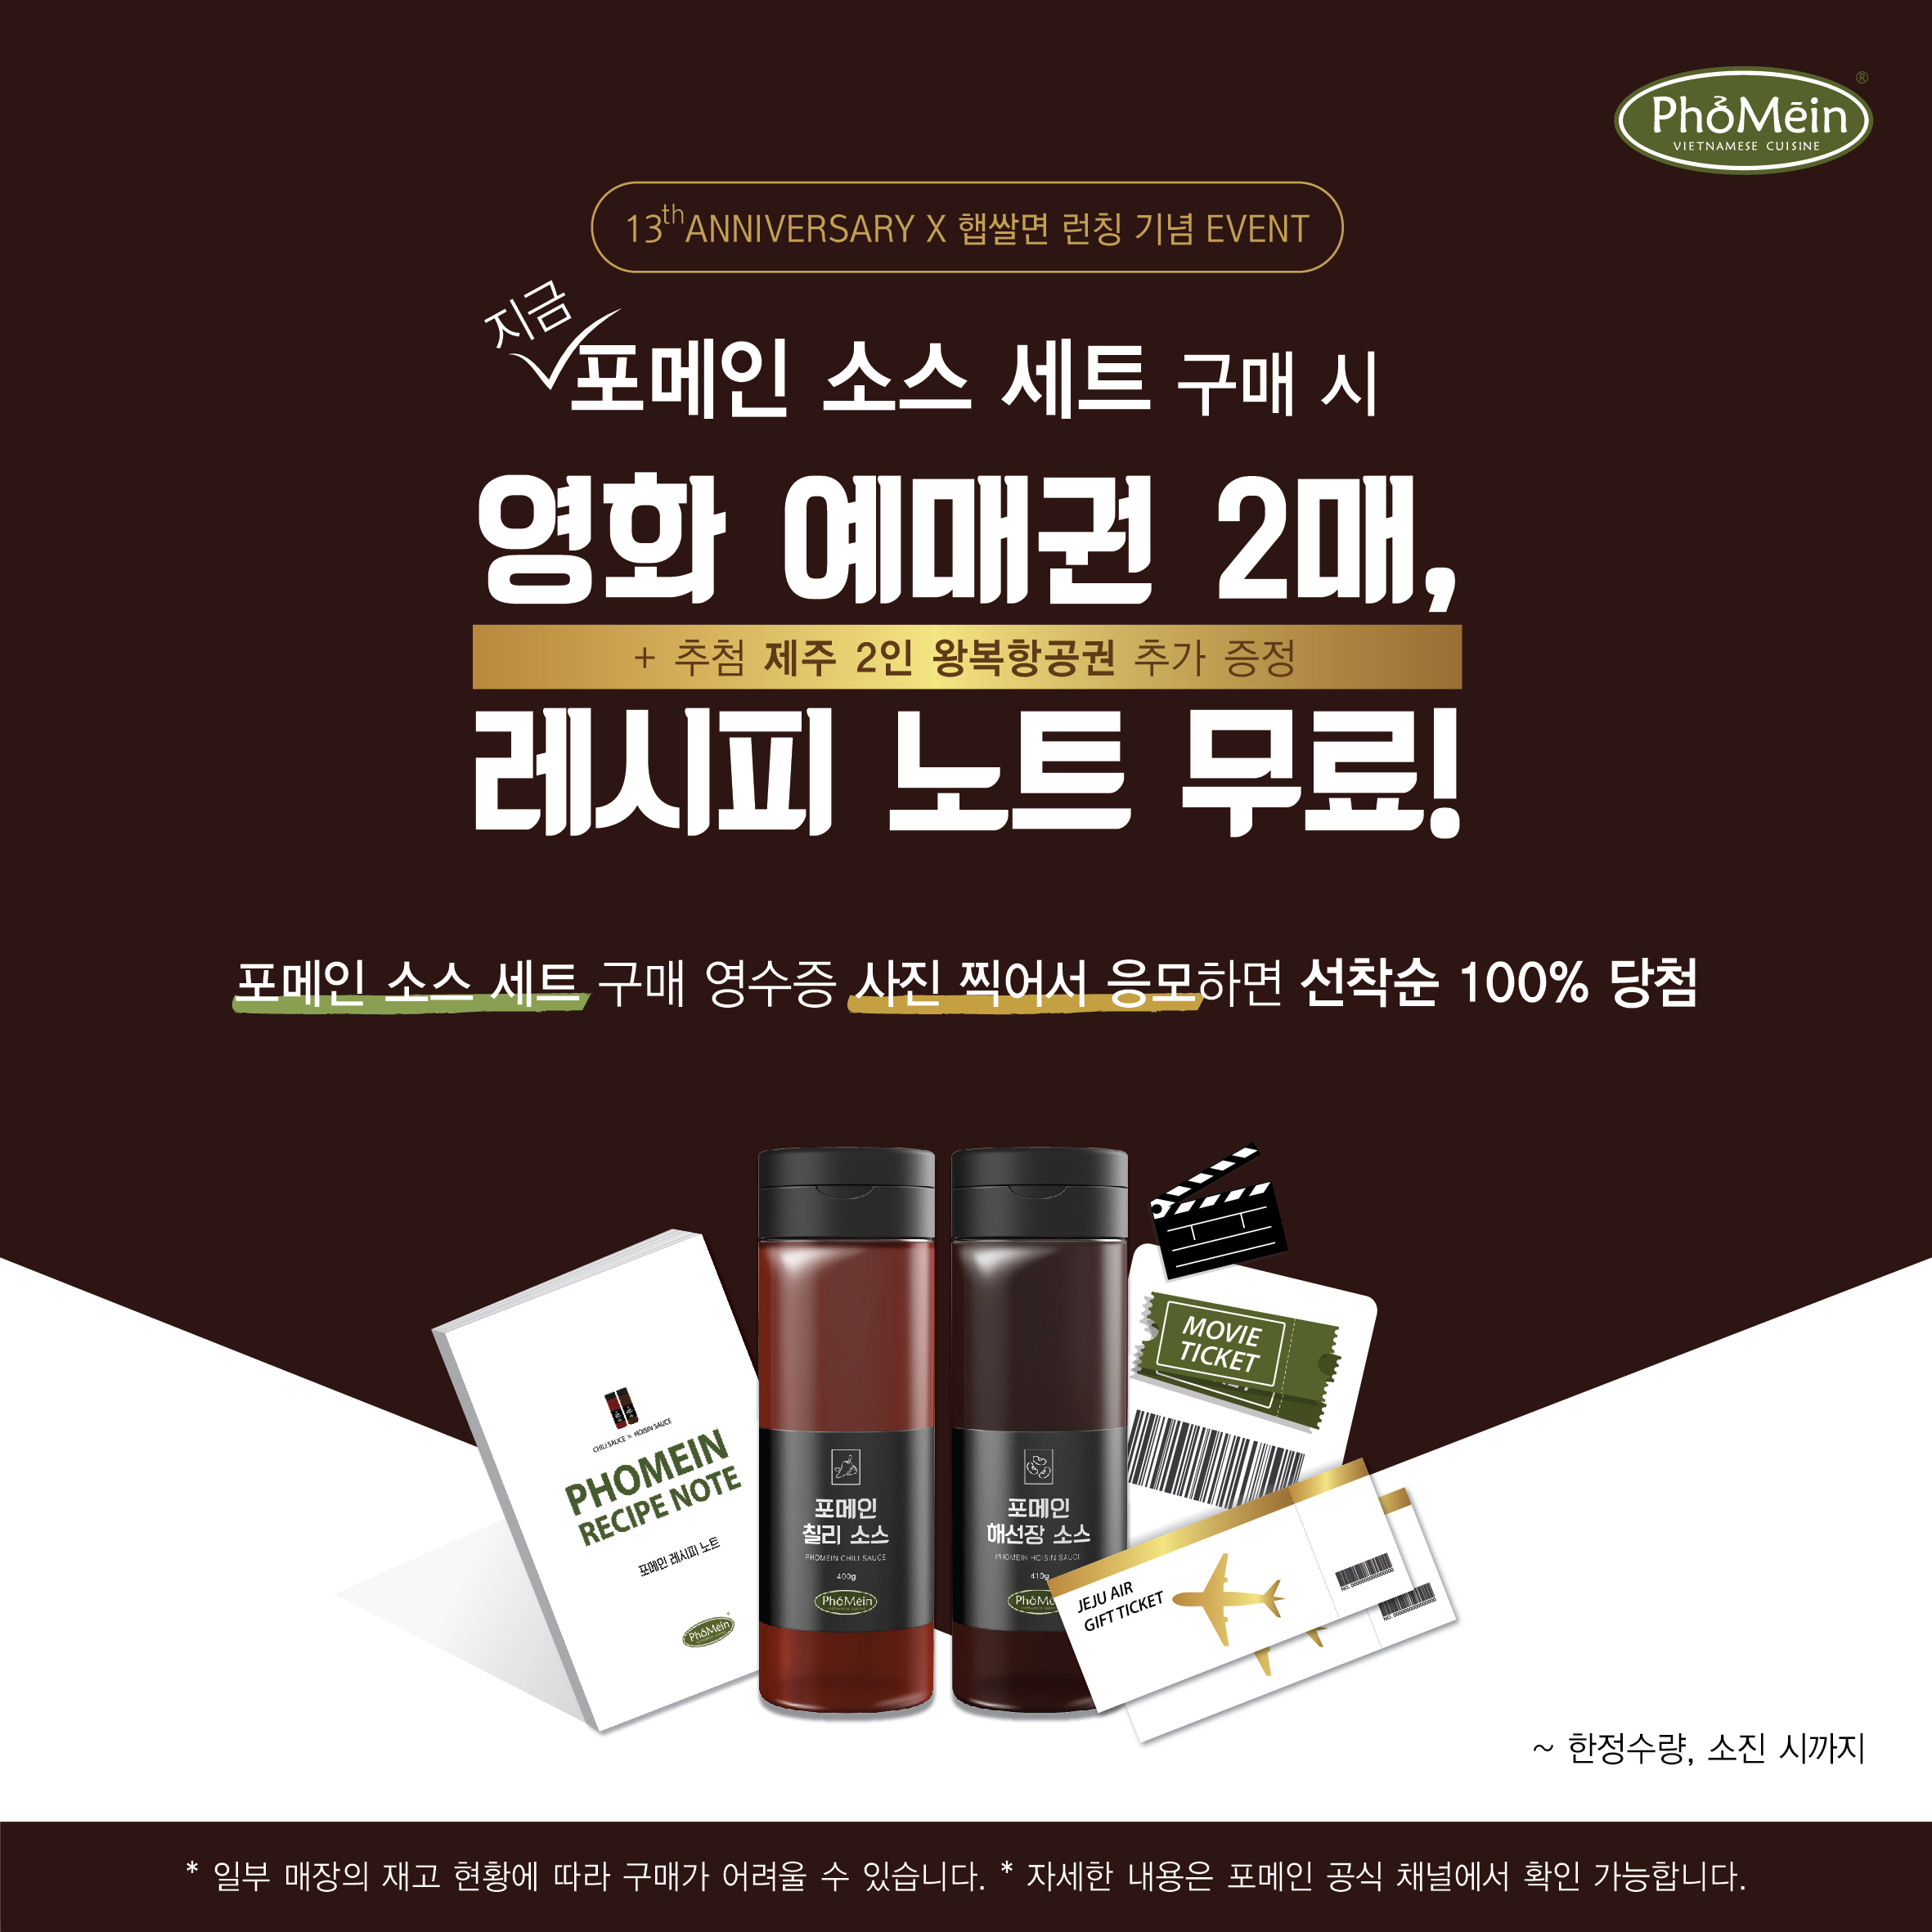 PhởMēin®
VIETNAMESE CUISINE
13th ANNIVERSARY X 햅쌀면 런칭 기념 EVENT
지금
포메인 소스 세트 구매 시
영화 예매권 2매,
+ 추첨 제주 2인 왕복항공권 추가 증정
레시피 노트 무료!
포메인 소스 세트 구매 영수증 사진 찍어서 응모하면 선착순 100% 당첨
CHILI SAUCE × HOISIN SAUCE
PHOMEIN
RECIPE NOTE
포메인 레시피 노트
PhởMēin
포메인
칠리 소스
PHOMEIN CHILI SAUCE
400g
PhởMēin
포메인
해선장 소스
PHOMEIN HOISIN SAUCE
410g
MOVIE
TICKET
JEJU AIR
GIFT TICKET
~ 한정수량, 소진 시까지
* 일부 매장의 재고 현황에 따라 구매가 어려울 수 있습니다. * 자세한 내용은 포메인 공식 채널에서 확인 가능합니다.